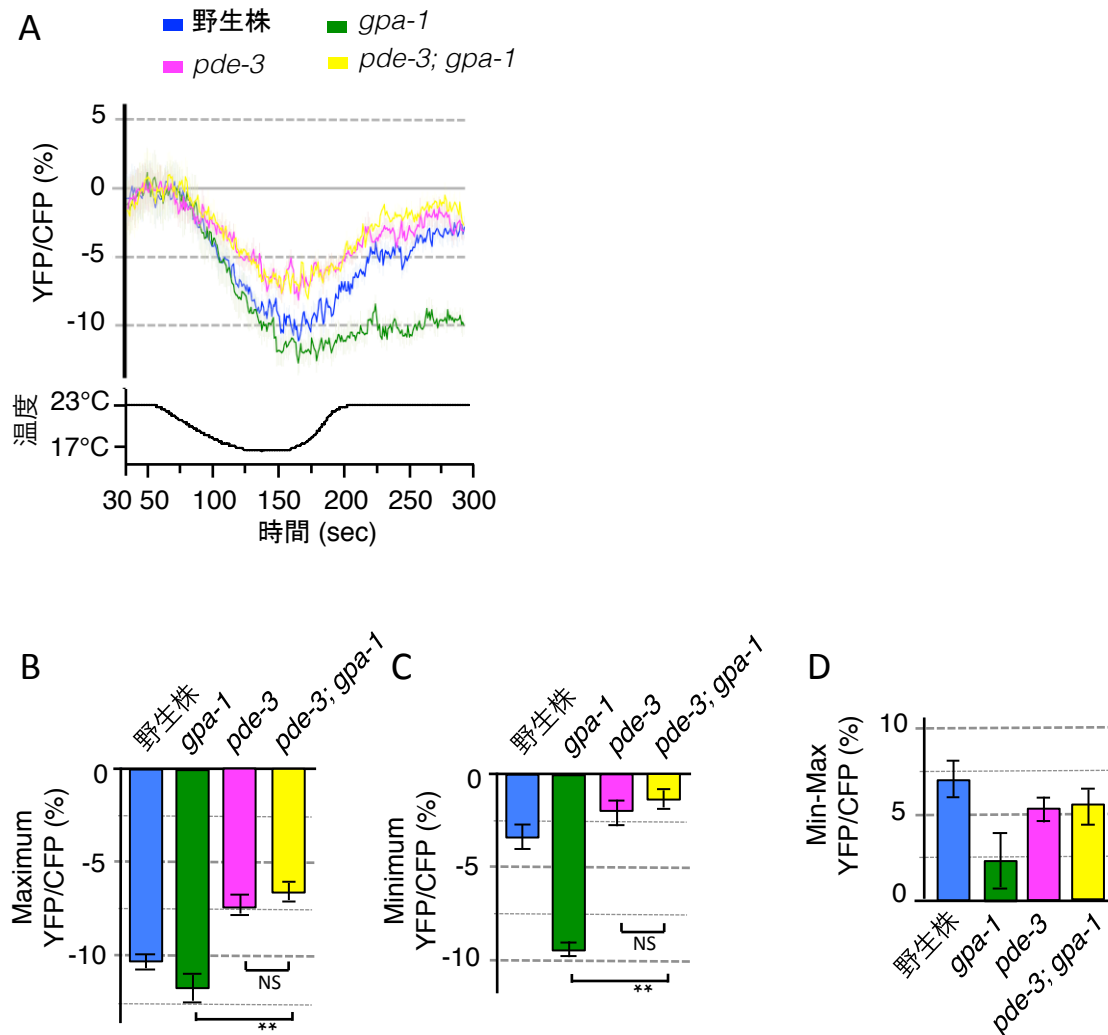 A
野生株
gpa-1
pde-3
pde-3; gpa-1
YFP/CFP (%)
5
0
-5
-10
温度
23°C
17°C
30 50 100 150 200 250 300
時間 (sec)
B
野生株
gpa-1
pde-3
pde-3; gpa-1
Maximum
YFP/CFP (%)
0
-5
-10
NS
**
C
野生株
gpa-1
pde-3
pde-3; gpa-1
Minimum
YFP/CFP (%)
0
-5
-10
NS
**
D
Min-Max
YFP/CFP (%)
10
5
0
野生株
gpa-1
pde-3
pde-3; gpa-1